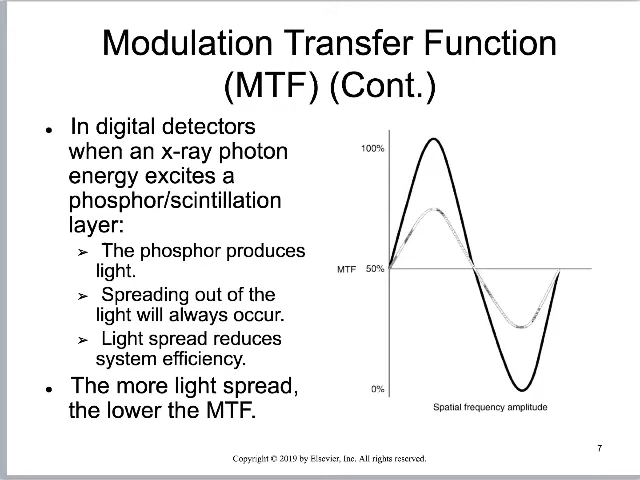 Modulation Transfer Function
(MTF) (Cont.)
• In digital detectors
when an x-ray photon
energy excites a
phosphor/scintillation
layer:
➢ The phosphor produces
light.
➢ Spreading out of the
light will always occur.
➢ Light spread reduces
system efficiency.
• The more light spread,
the lower the MTF.
100%
MTF 50%
0%
Spatial frequency amplitude
7
Copyright © 2019 by Elsevier, Inc. All rights reserved.